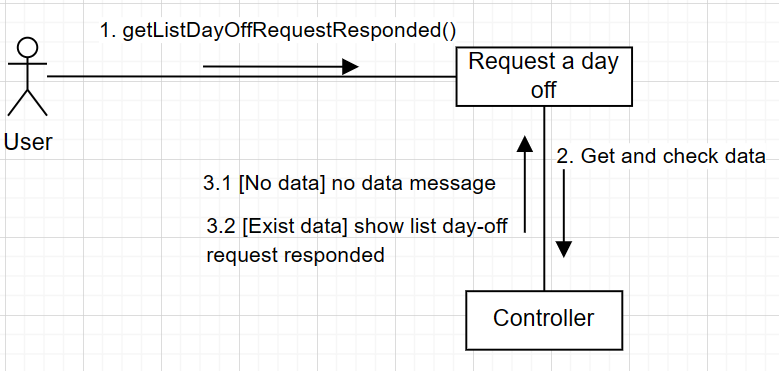 1. getListDayOffRequestResponded()
Request a day
off
User
2. Get and check data
3.1 [No data] no data message
3.2 [Exist data] show list day-off
request responded
Controller